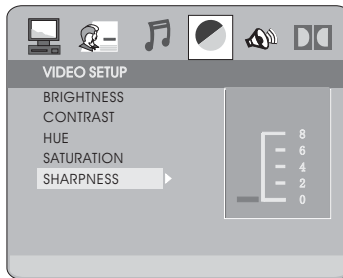 VIDEO SETUP
BRIGHTNESS
CONTRAST
HUE
SATURATION
SHARPNESS
8
6
4
2
0